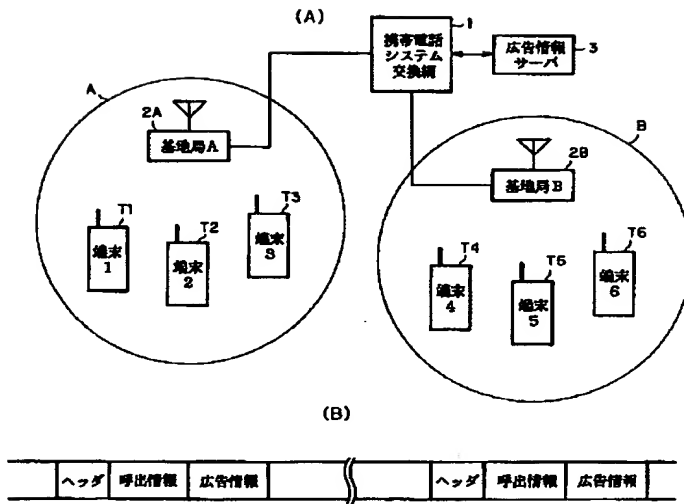 (A)
1
携帯電話
システム
交換網
広告情報
サーバ
3
A
2A
基地局A
B
2B
基地局B
T1
端末
1
T2
端末
2
T3
端末
3
T4
端末
4
T5
端末
5
T6
端末
6
(B)
ヘッダ 呼出情報 広告情報 ヘッダ 呼出情報 広告情報